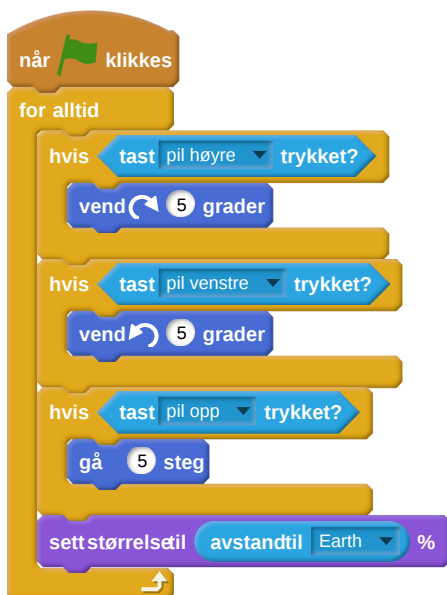 når klikkes
for alltid
hvis tast pil høyre trykket?
vend 5 grader
hvis tast pil venstre trykket?
vend 5 grader
hvis tast pil opp trykket?
gå 5 steg
sett størrelse til avstand til Earth %